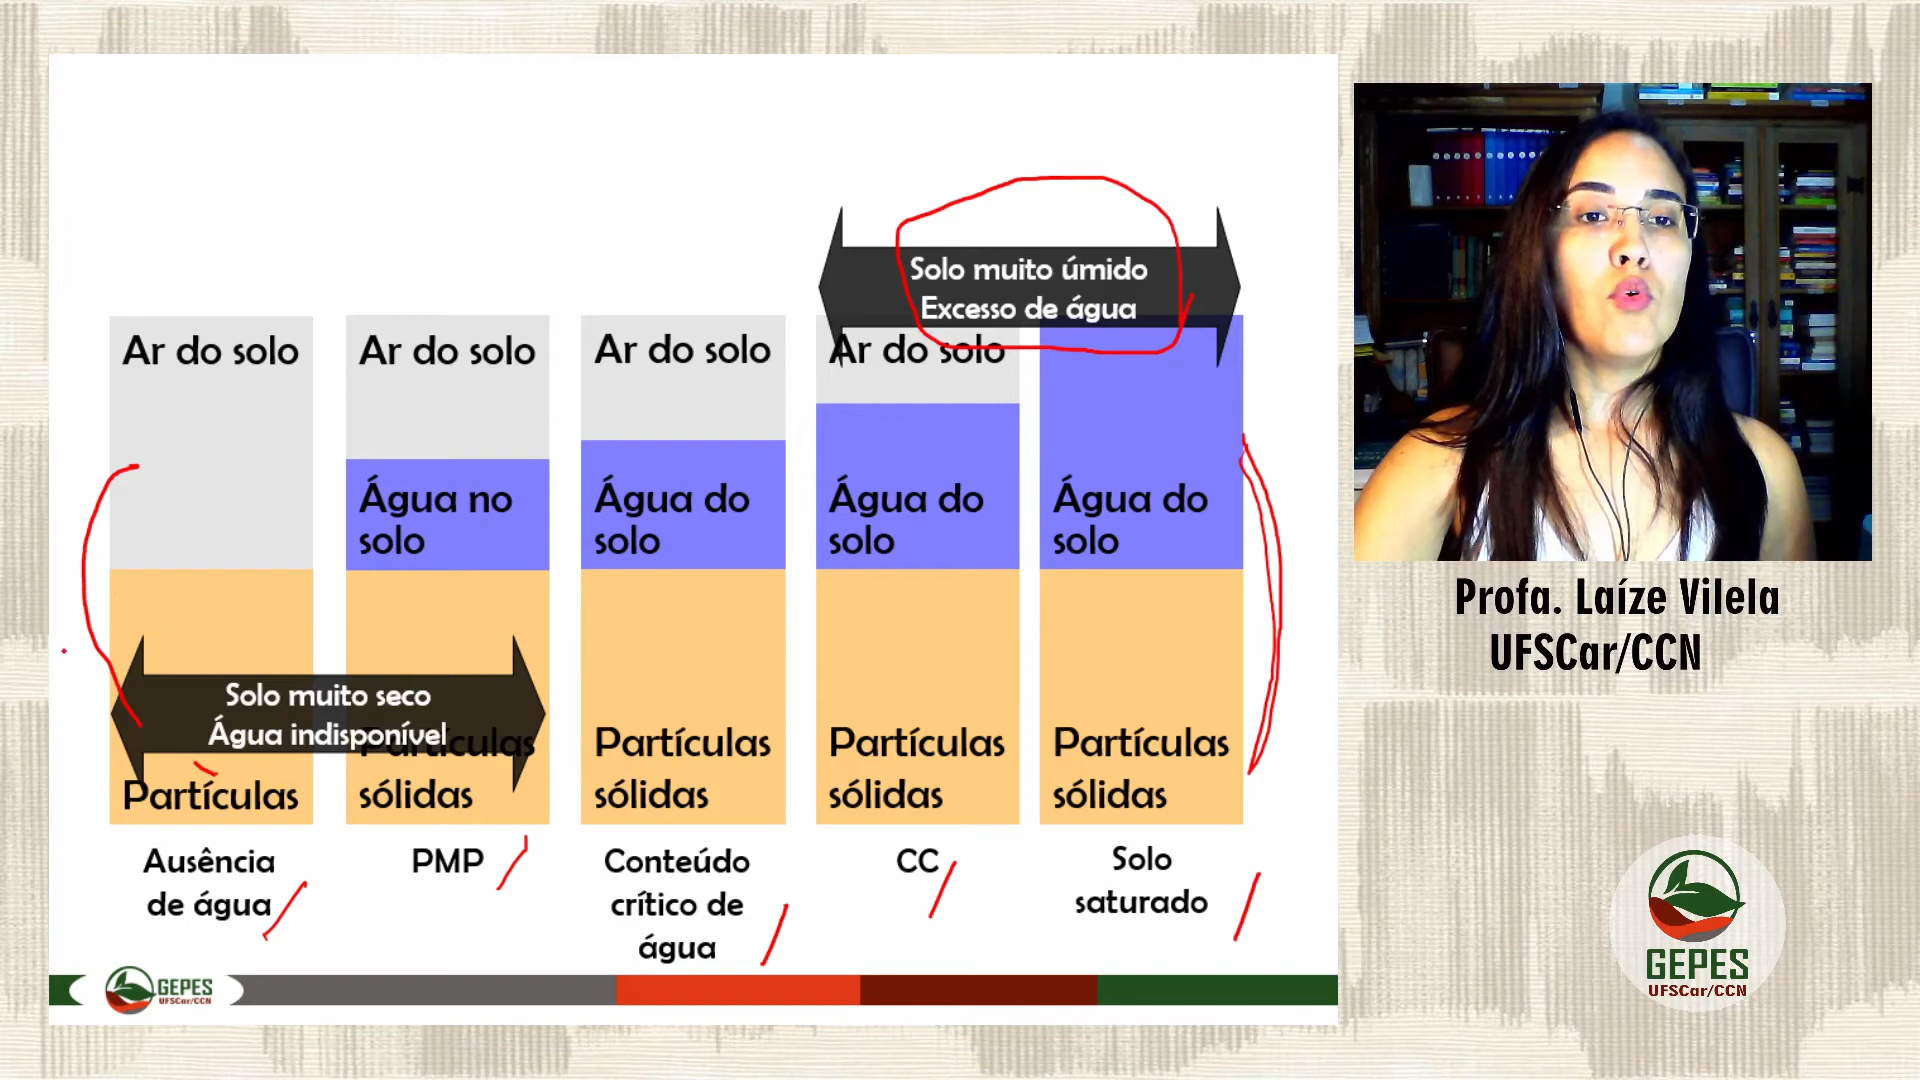 Solo muito úmido
Excesso de água
Ar do solo
Ar do solo
Ar do solo
Ar do solo
Água no
solo
Água do
solo
Água do
solo
Água do
solo
Solo muito seco
Água indisponível
Partículas
Partículas
sólidas
Partículas
sólidas
Partículas
sólidas
Partículas
sólidas
Ausência
de água
PMP
Conteúdo
crítico de
água
CC
Solo
saturado
GEPES
UFSCar/CCN
Profa. Laíze Vilela
UFSCar/CCN
GEPES
UFSCar/CCN